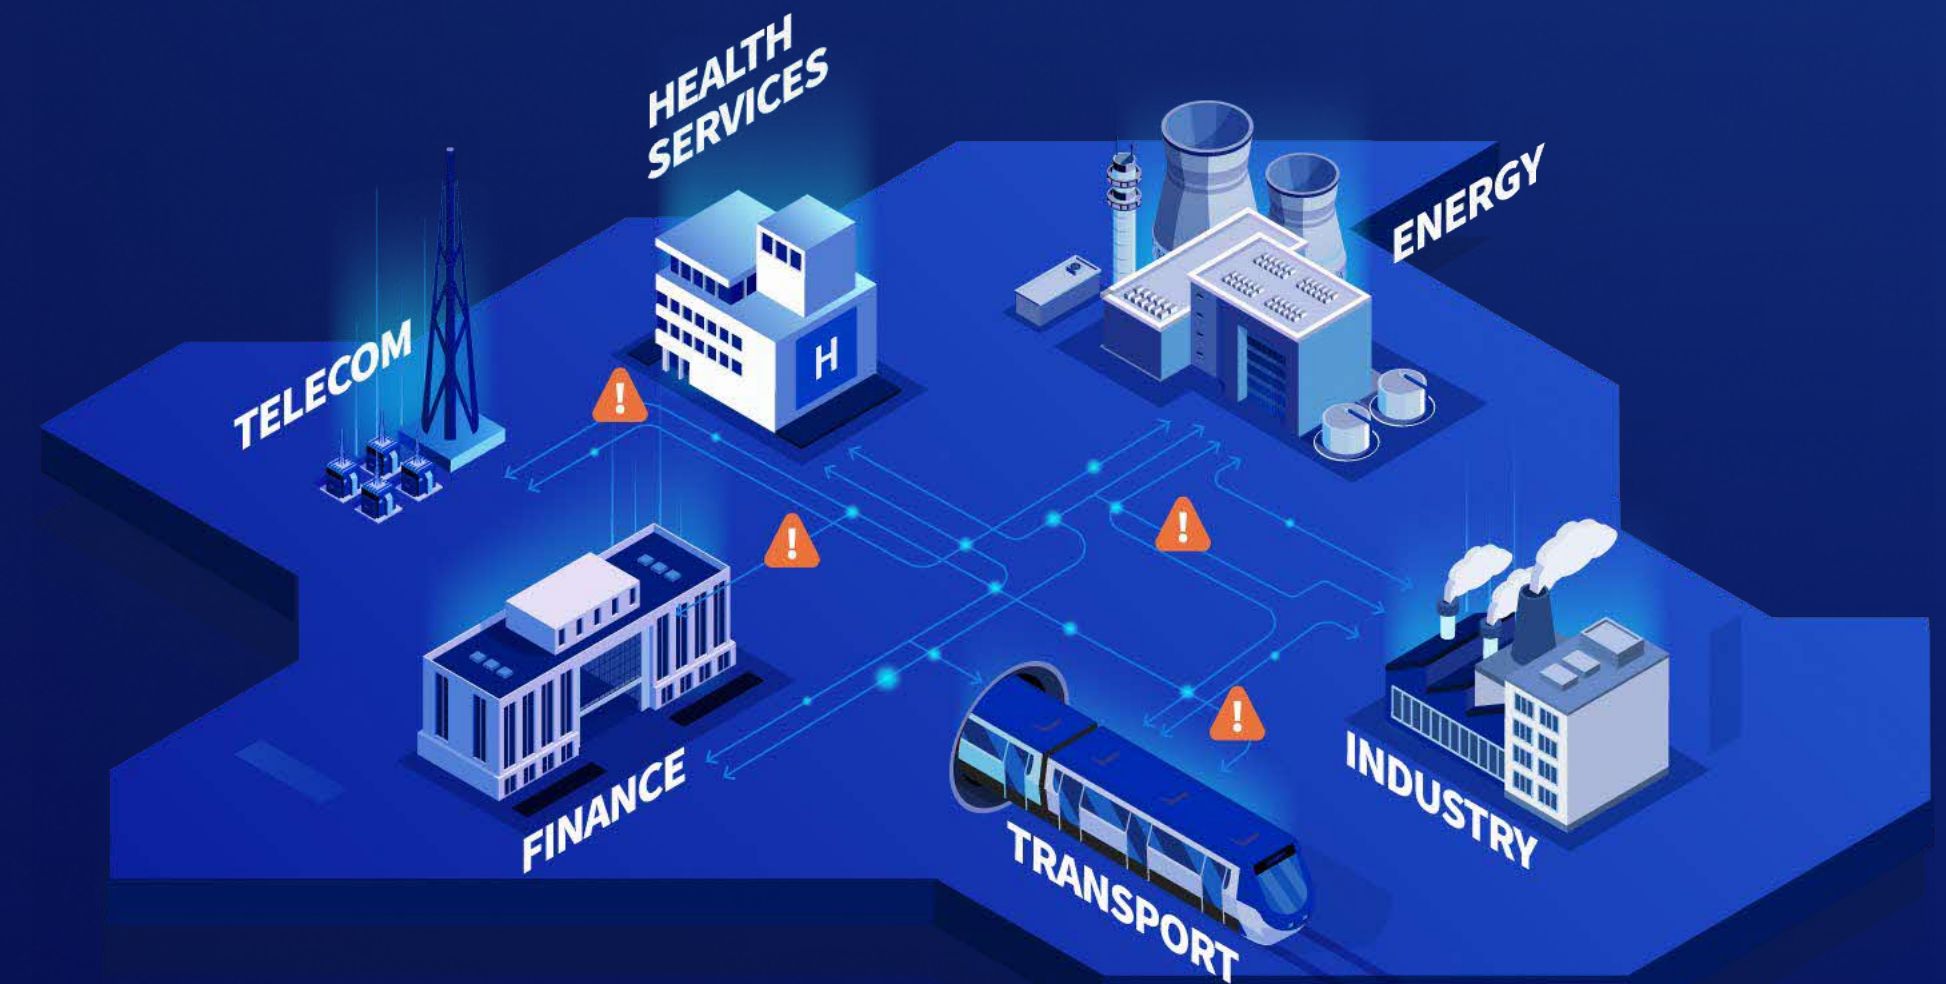 HEALTH
SERVICES
ENERGY
TELECOM
H
!
!
!
!
FINANCE
INDUSTRY
TRANSPORT